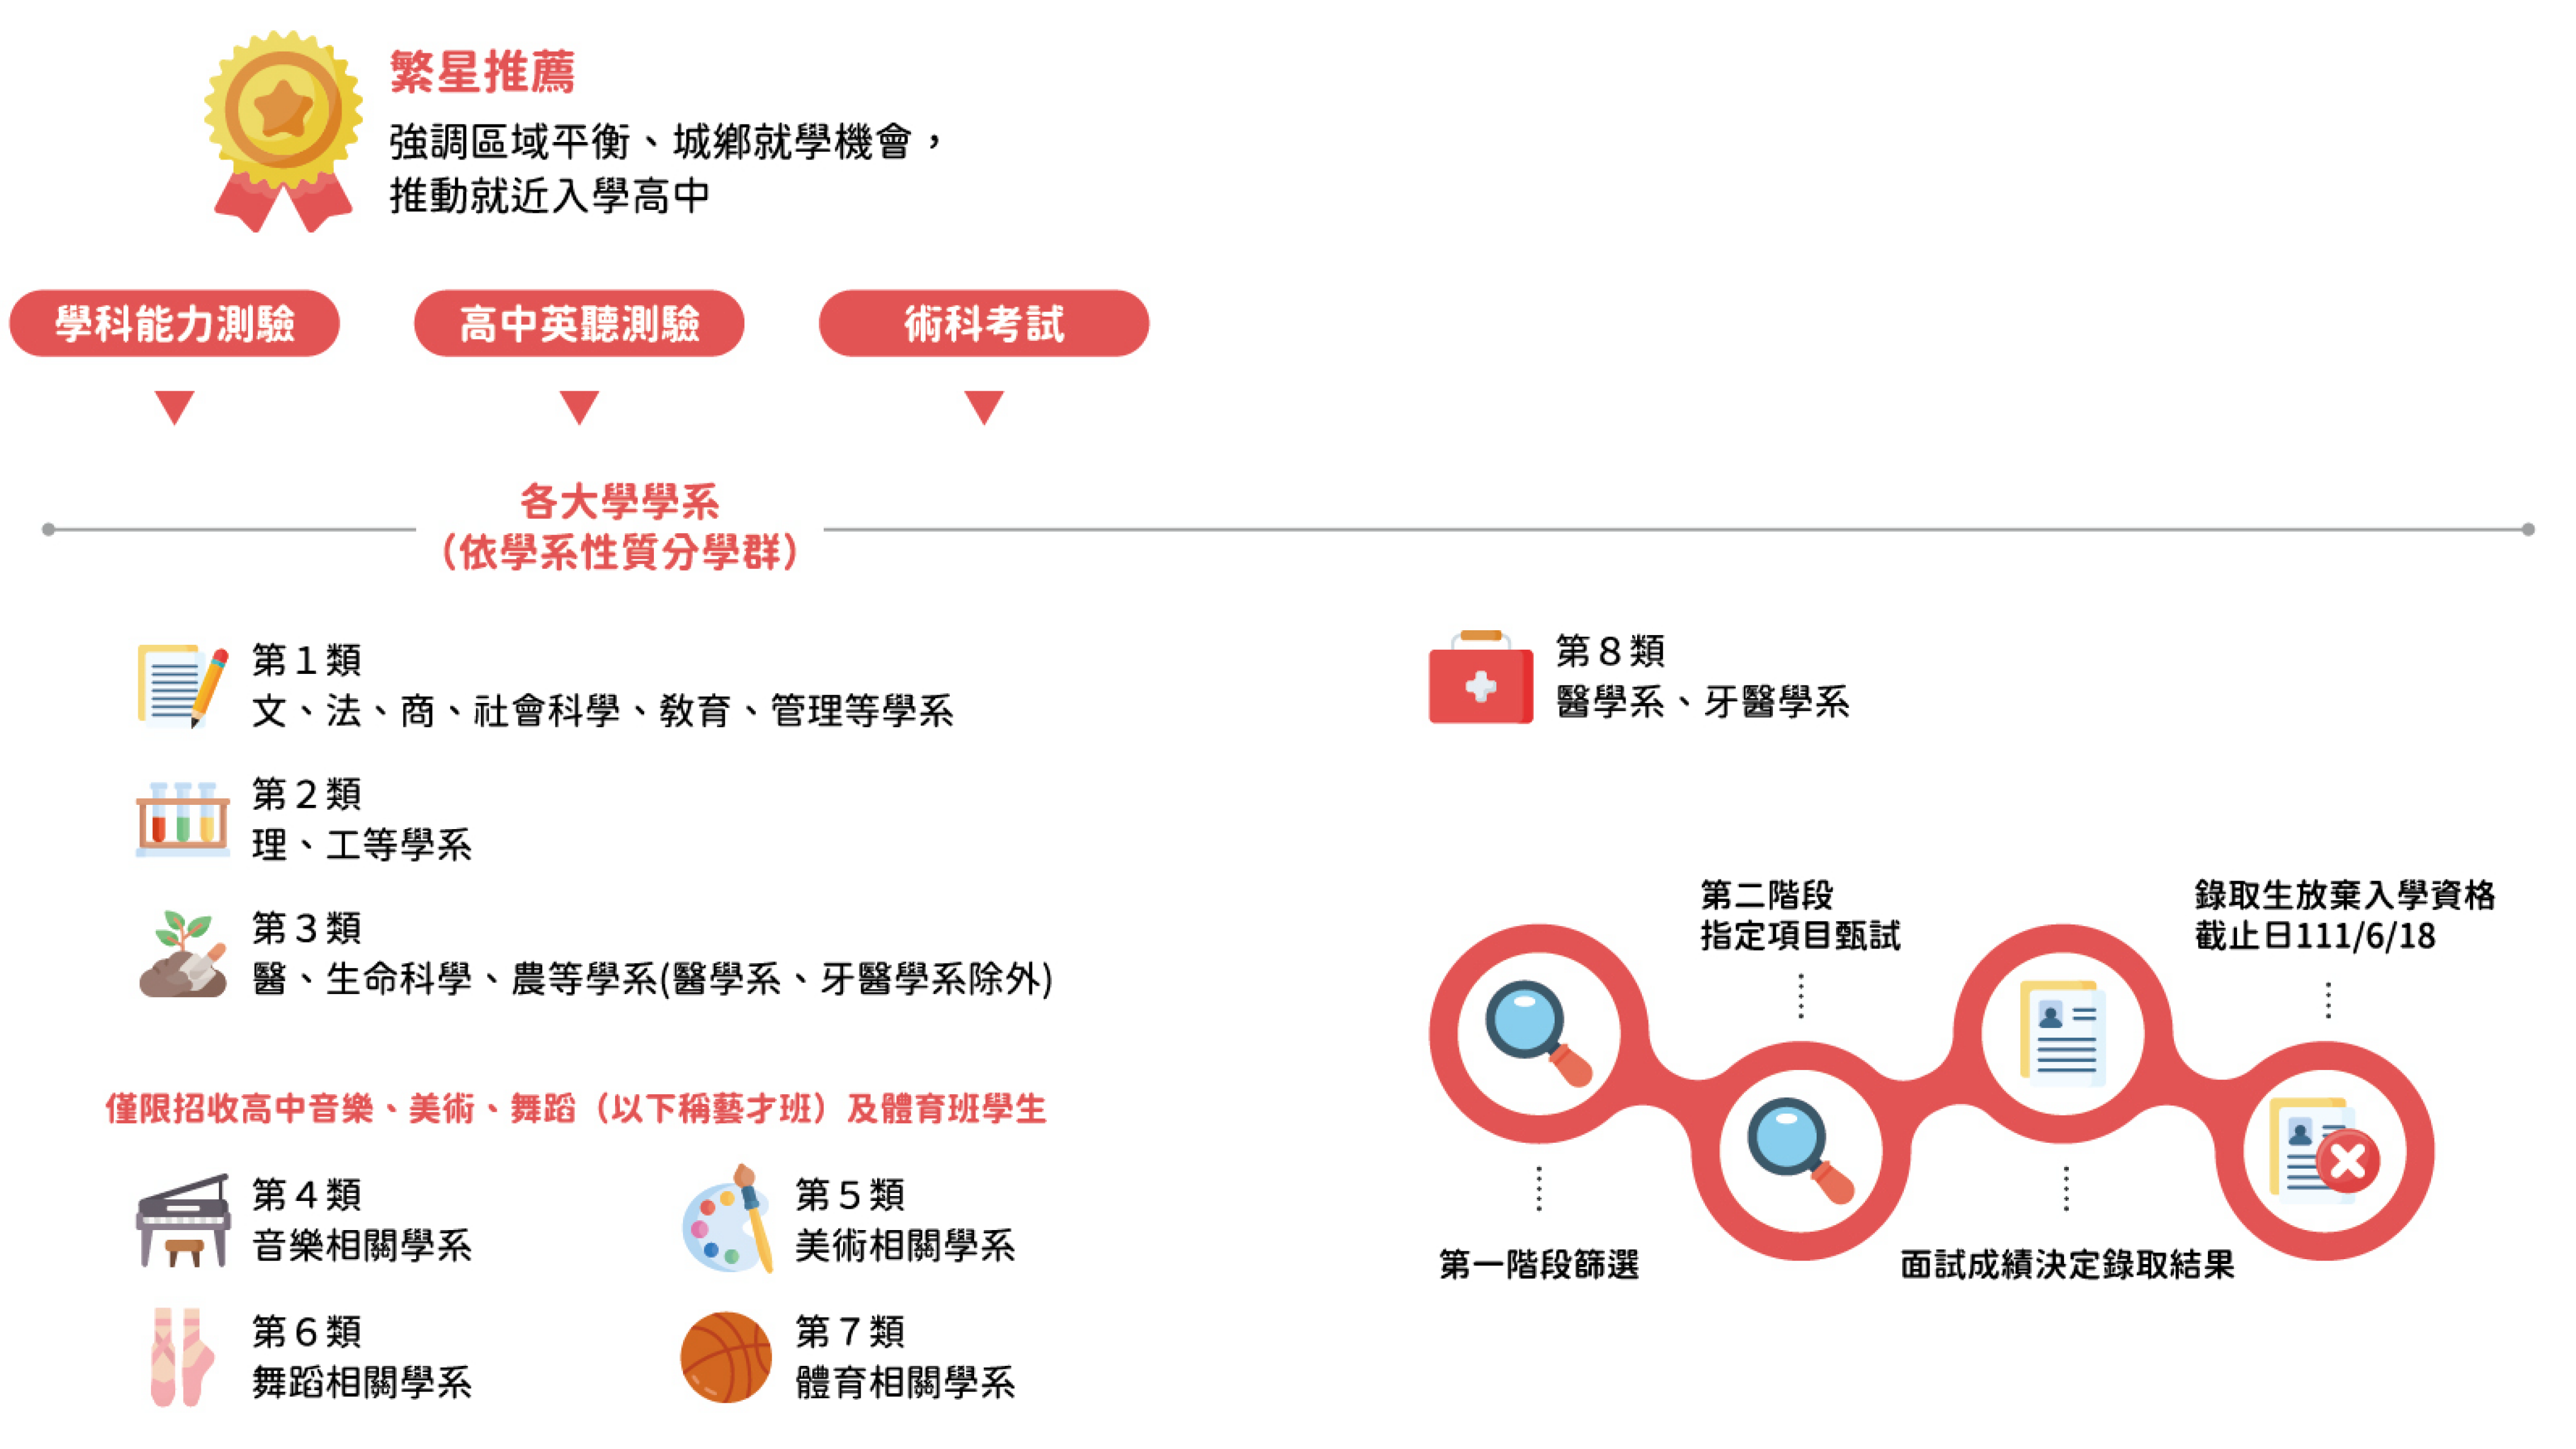 繁星推薦
強調區域平衡、城鄉就學機會，
推動就近入學高中
學科能力測驗
高中英聽測驗
術科考試
各大學學系
（依學系性質分學群）
第1類
文、法、商、社會科學、教育、管理等學系
第2類
理、工等學系
第3類
醫、生命科學、農等學系(醫學系、牙醫學系除外)
僅限招收高中音樂、美術、舞蹈（以下稱藝才班）及體育班學生
第4類
音樂相關學系
第5類
美術相關學系
第6類
舞蹈相關學系
第7類
體育相關學系
第8類
醫學系、牙醫學系
第一階段篩選
第二階段
指定項目甄試
面試成績決定錄取結果
錄取生放棄入學資格
截止日111/6/18